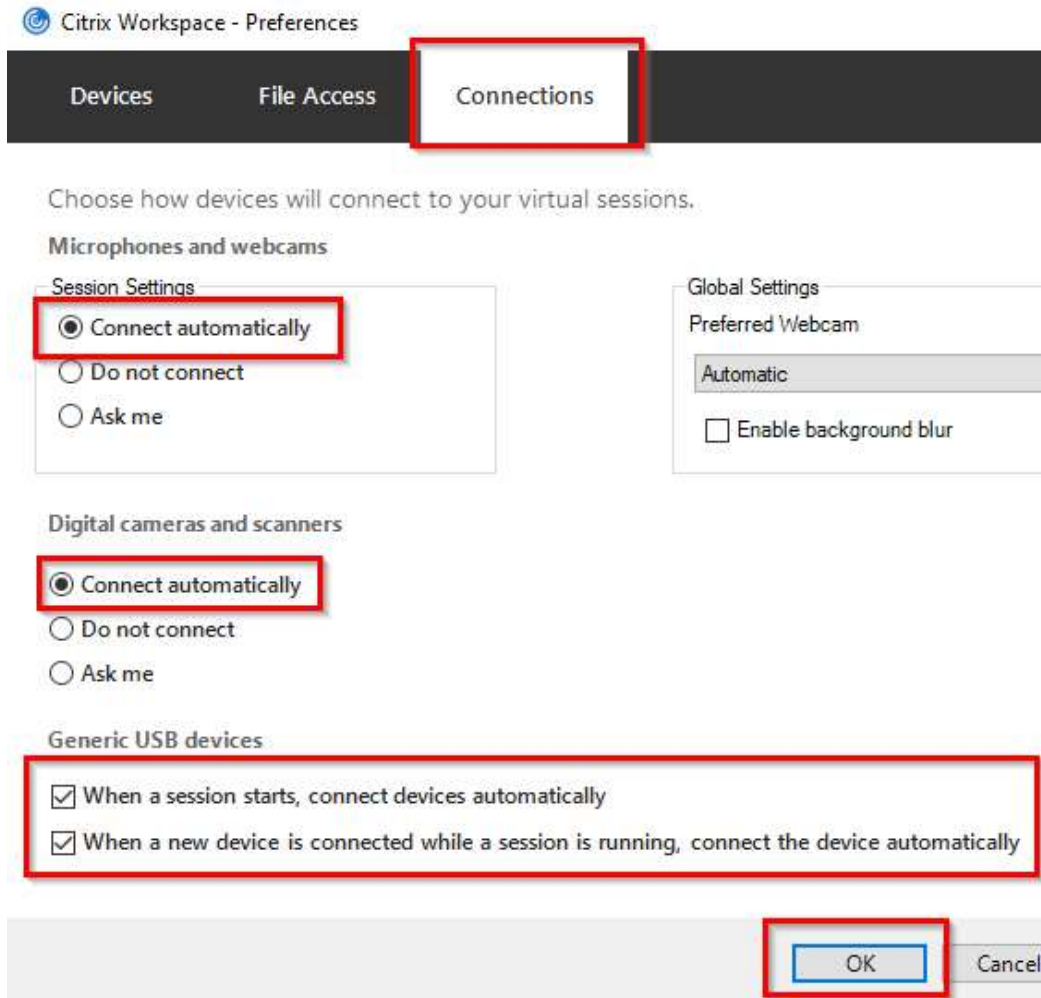 Citrix Workspace - Preferences
Devices File Access Connections
Choose how devices will connect to your virtual sessions.
Microphones and webcams
Session Settings
Connect automatically
Do not connect
Ask me
Global Settings
Preferred Webcam
Automatic
Enable background blur
Digital cameras and scanners
Connect automatically
Do not connect
Ask me
Generic USB devices
When a session starts, connect devices automatically
When a new device is connected while a session is running, connect the device automatically
OK Cancel